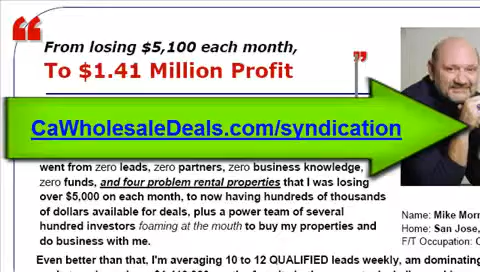 From losing $5,100 each month,
To $1.41 Million Profit
CaWholesaleDeals.com/syndication
went from zero leads, zero partners, zero business knowledge,
zero funds, and four problem rental properties that I was losing
over $5,000 on each month, to now having hundreds of thousands
of dollars available for deals, plus a power team of several
hundred investors foaming at the mouth to buy my properties and
do business with me.
Name: Mike Morr
Home: San Jose,
F/T Occupation: C
Even better than that, I'm averaging 10 to 12 QUALIFIED leads weekly, am dominating